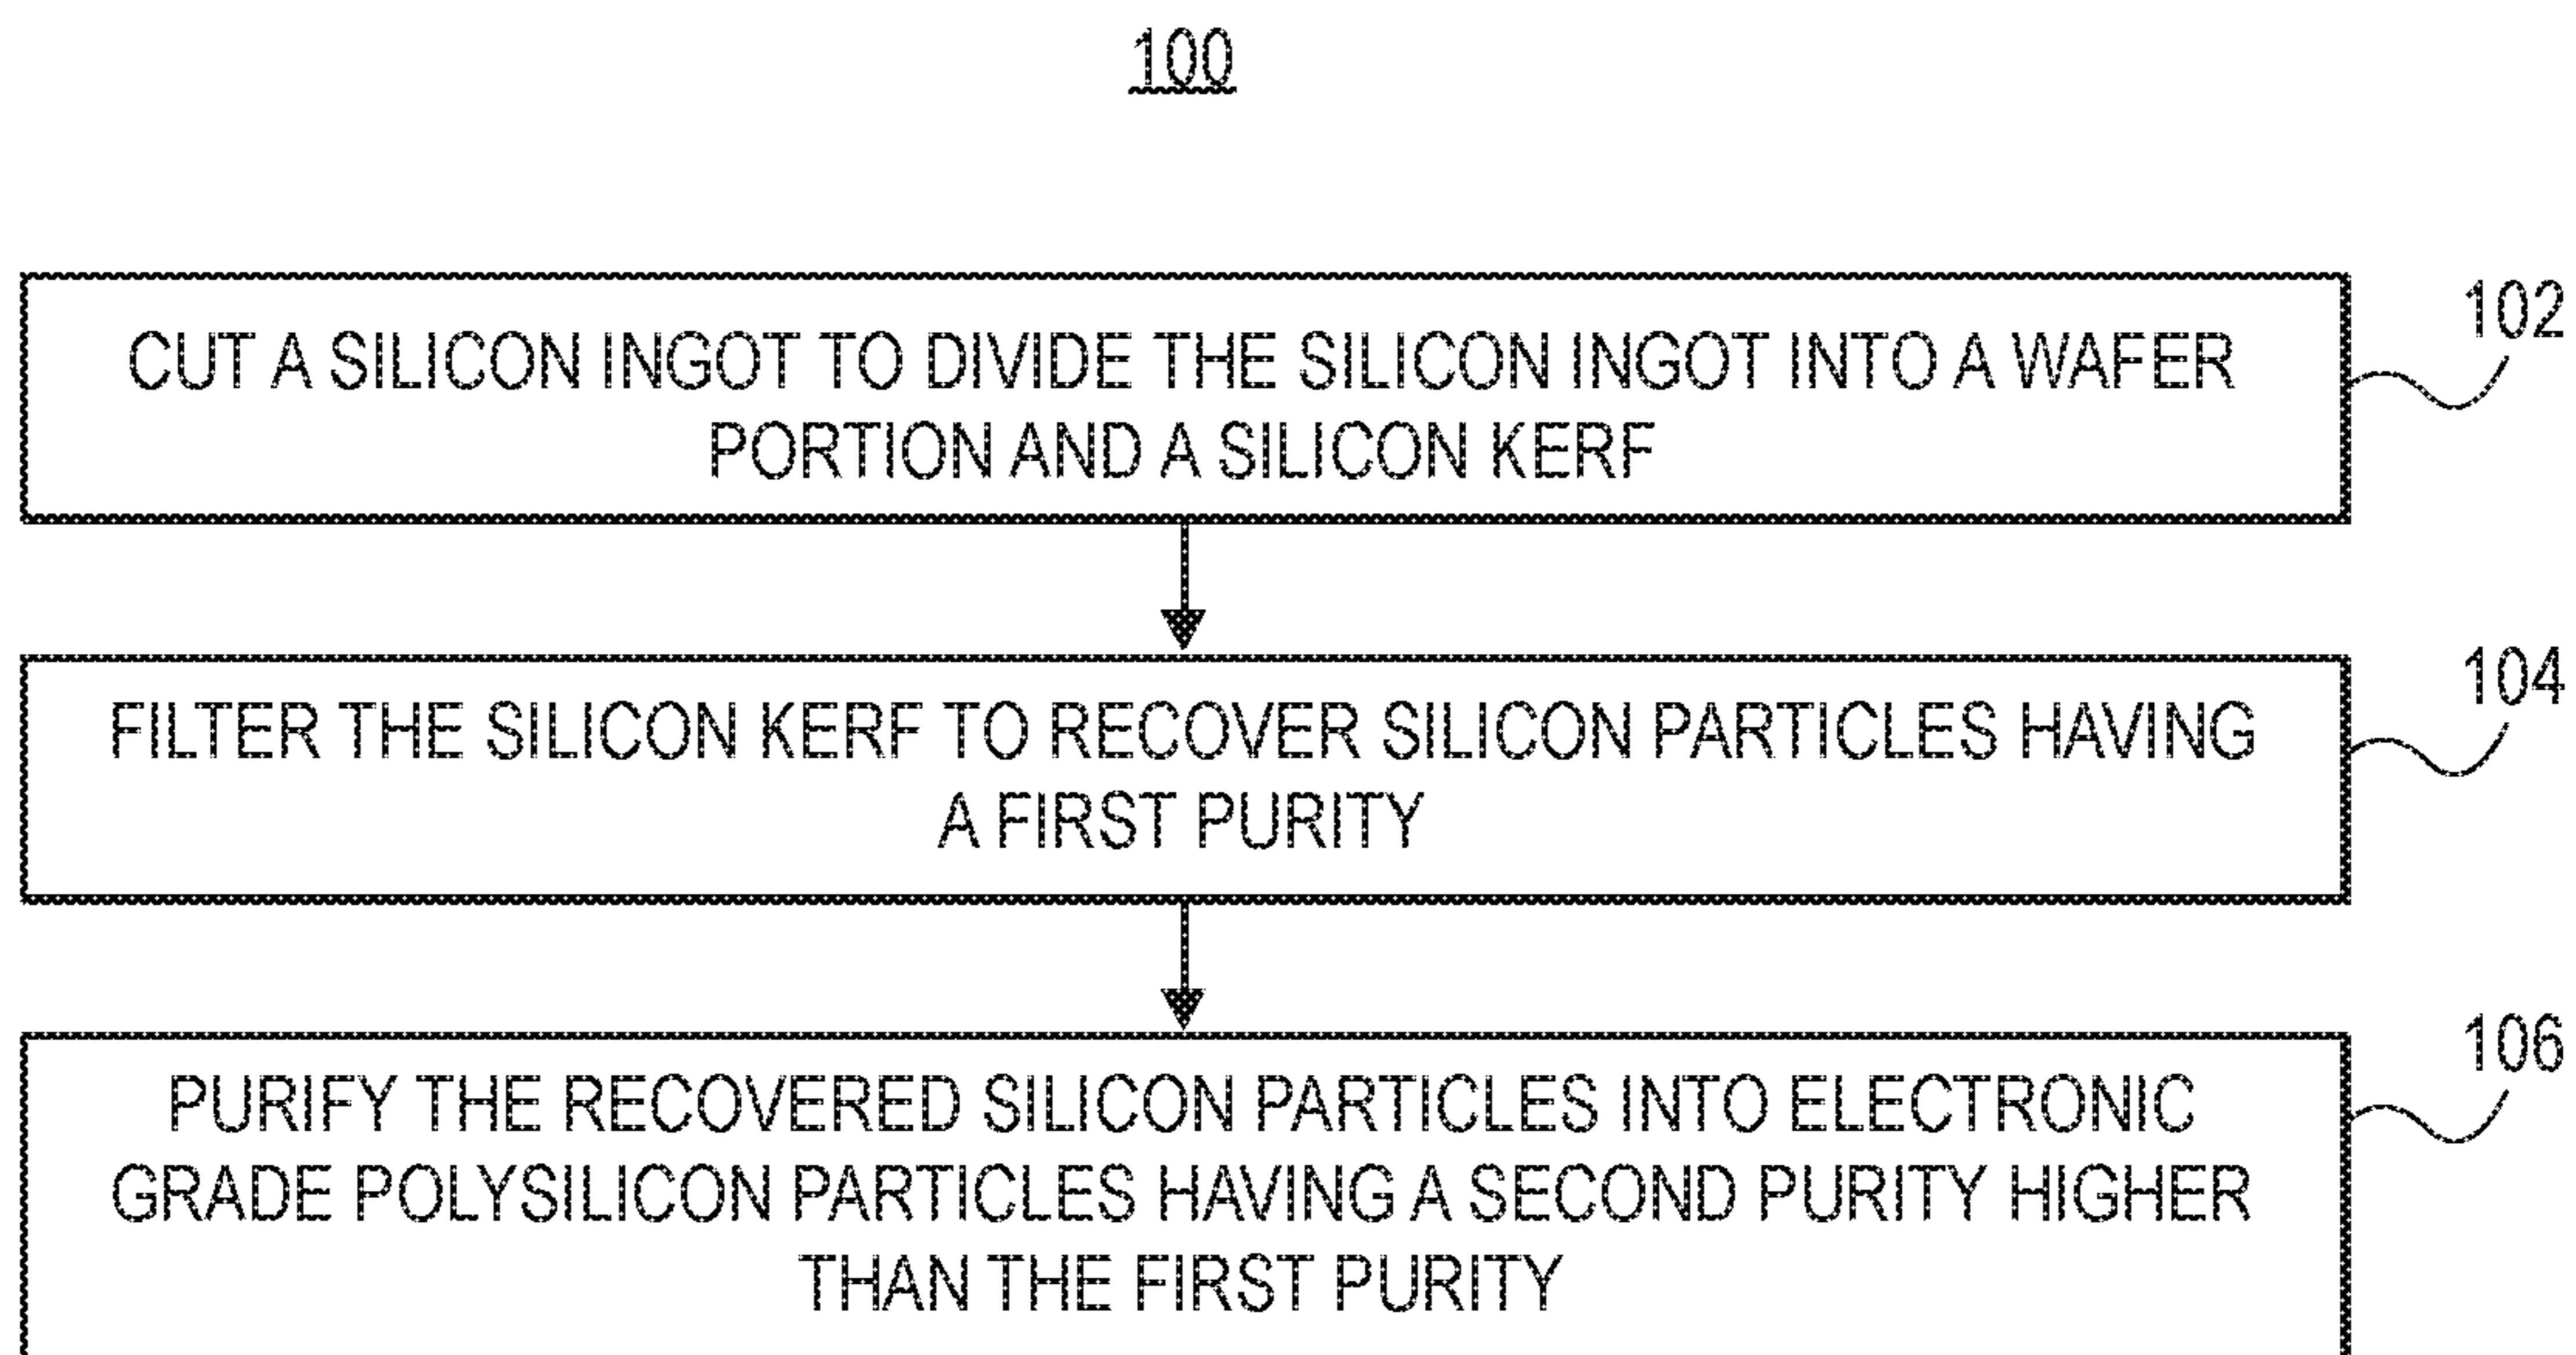 100
102
CUT A SILICON INGOT TO DIVIDE THE SILICON INGOT INTO A WAFER
PORTION AND A SILICON KERF
104
FILTER THE SILICON KERF TO RECOVER SILICON PARTICLES HAVING
A FIRST PURITY
106
PURIFY THE RECOVERED SILICON PARTICLES INTO ELECTRONIC
GRADE POLYSILICON PARTICLES HAVING A SECOND PURITY HIGHER
THAN THE FIRST PURITY